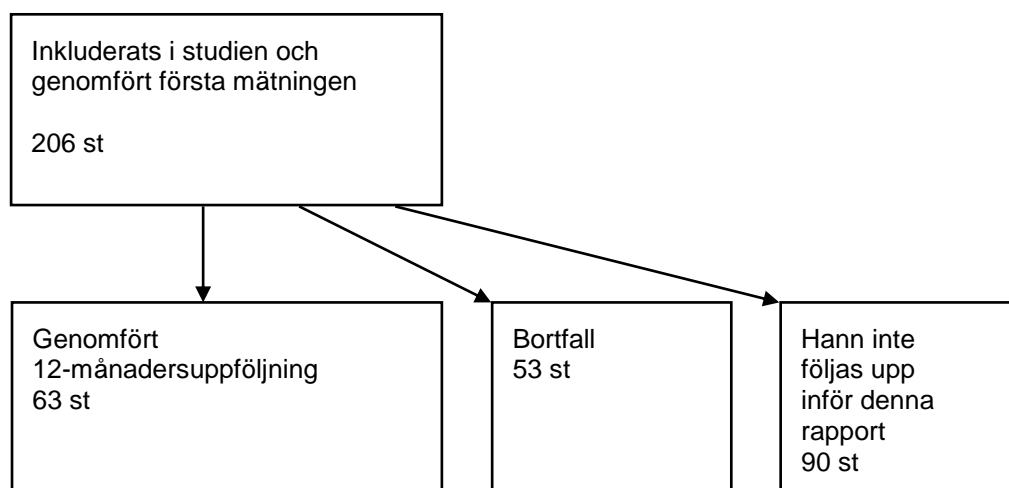 Inkluderats i studien och
genomfört första mätningen
206 st
Genomfört
12-månadersuppföljning
63 st
Bortfall
53 st
Hann inte
följas upp
inför denna
rapport
90 st